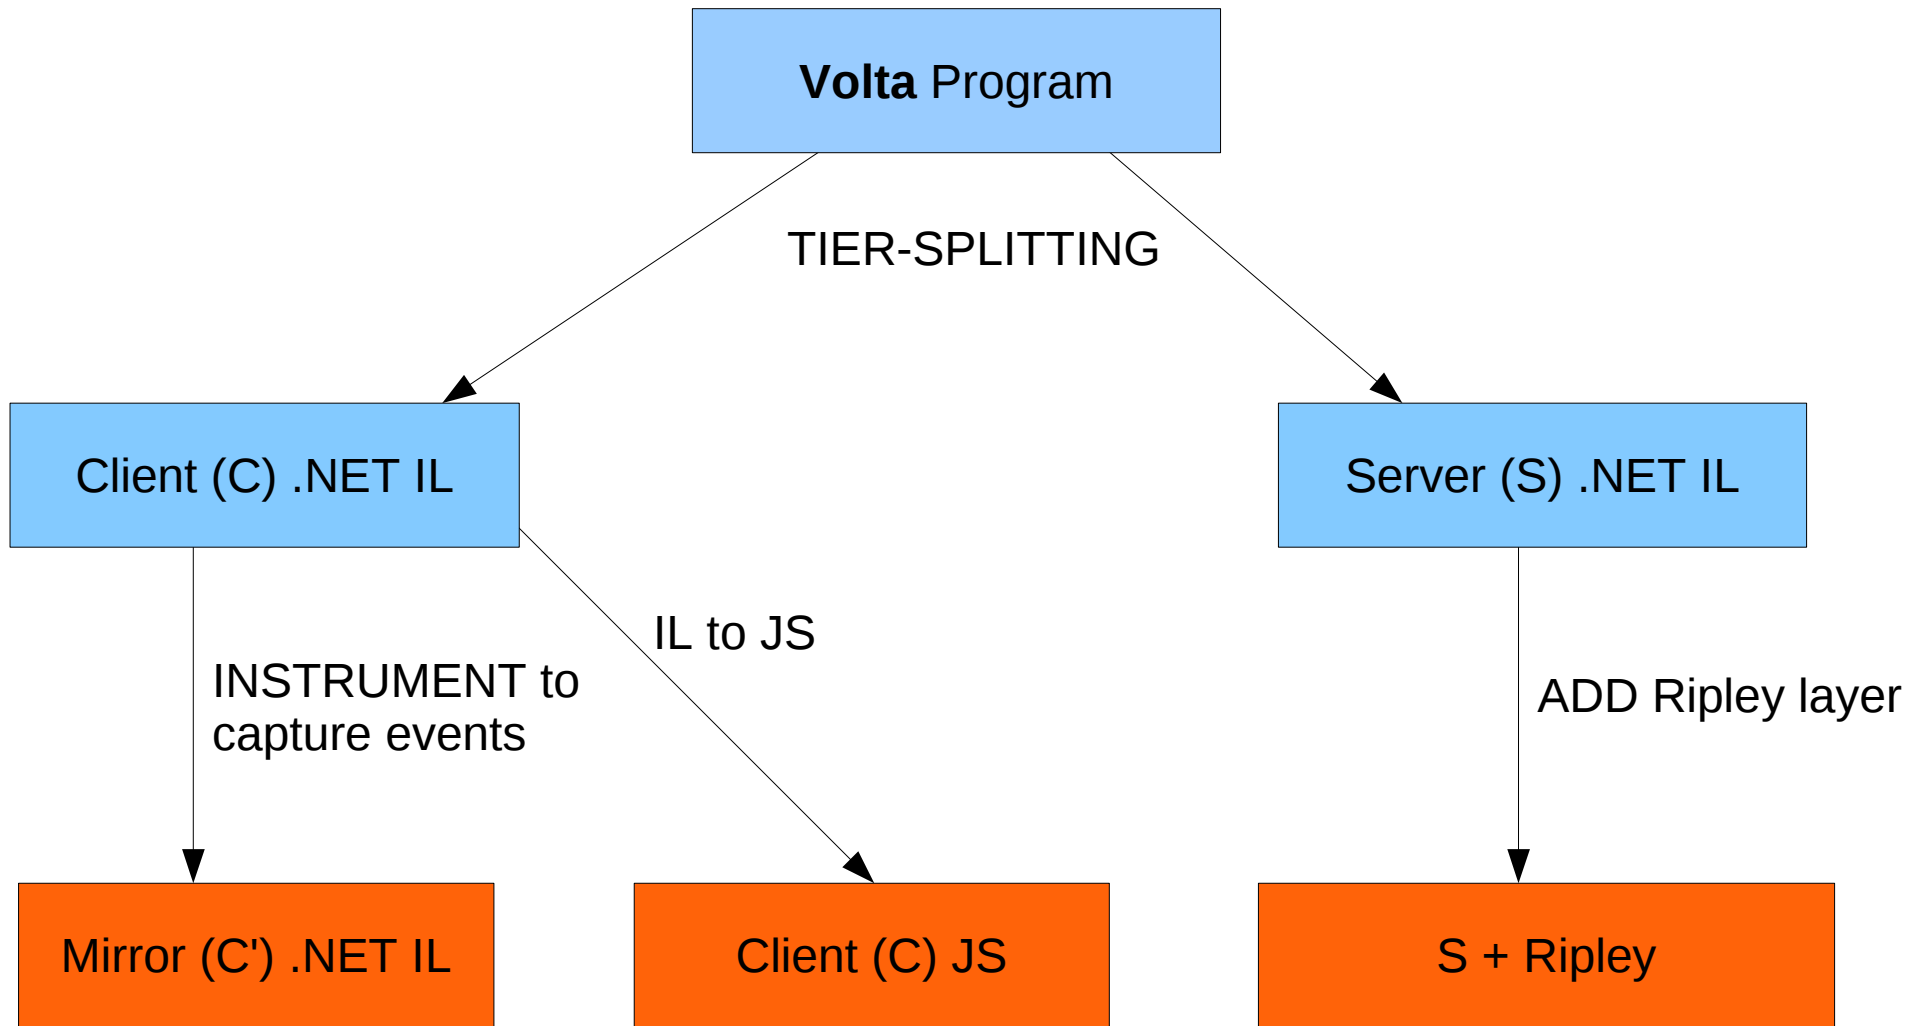 Volta Program
TIER-SPLITTING
Client (C) .NET IL
Server (S) .NET IL
IL to JS
INSTRUMENT to
capture events
ADD Ripley layer
Mirror (C') .NET IL
Client (C) JS
S + Ripley